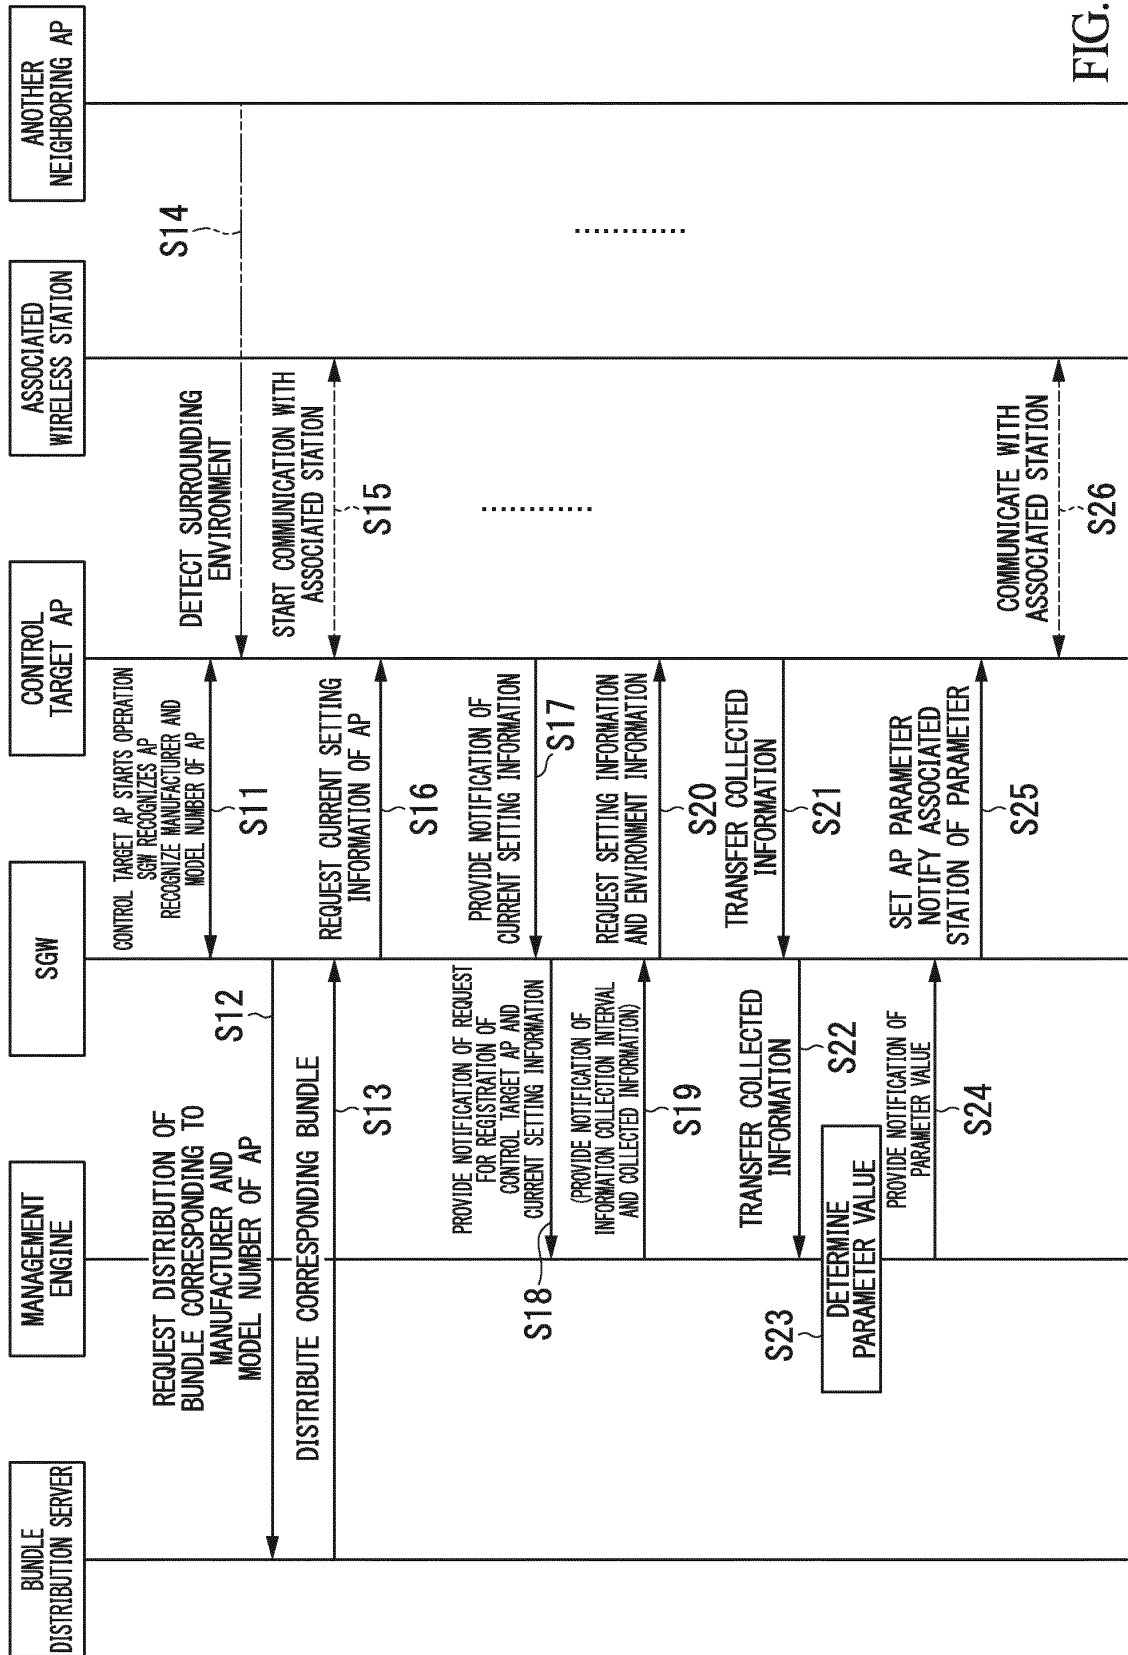 BUNDLE
DISTRIBUTION SERVER
MANAGEMENT
ENGINE
SGW
CONTROL
TARGET AP
ASSOCIATED
WIRELESS STATION
ANOTHER
NEIGHBORING AP
CONTROL TARGET AP STARTS OPERATION
SGW RECOGNIZES AP
RECOGNIZE MANUFACTURER AND
MODEL NUMBER OF AP
S11
REQUEST DISTRIBUTION OF
BUNDLE CORRESPONDING TO
MANUFACTURER AND
MODEL NUMBER OF AP
S12
DISTRIBUTE CORRESPONDING BUNDLE
S13
DETECT SURROUNDING
ENVIRONMENT
S14
START COMMUNICATION WITH
ASSOCIATED STATION
S15
REQUEST CURRENT SETTING
INFORMATION OF AP
S16
PROVIDE NOTIFICATION OF
CURRENT SETTING INFORMATION
S17
PROVIDE NOTIFICATION OF REQUEST
FOR REGISTRATION OF
CONTROL TARGET AP AND
CURRENT SETTING INFORMATION
S18
(PROVIDE NOTIFICATION OF
INFORMATION COLLECTION INTERVAL
AND COLLECTED INFORMATION)
S19
REQUEST SETTING INFORMATION
AND ENVIRONMENT INFORMATION
S20
TRANSFER COLLECTED
INFORMATION
S21
TRANSFER COLLECTED
INFORMATION
S22
S23
DETERMINE
PARAMETER VALUE
PROVIDE NOTIFICATION OF
PARAMETER VALUE
S24
SET AP PARAMETER
NOTIFY ASSOCIATED
STATION OF PARAMETER
S25
COMMUNICATE WITH
ASSOCIATED STATION
S26
FIG.